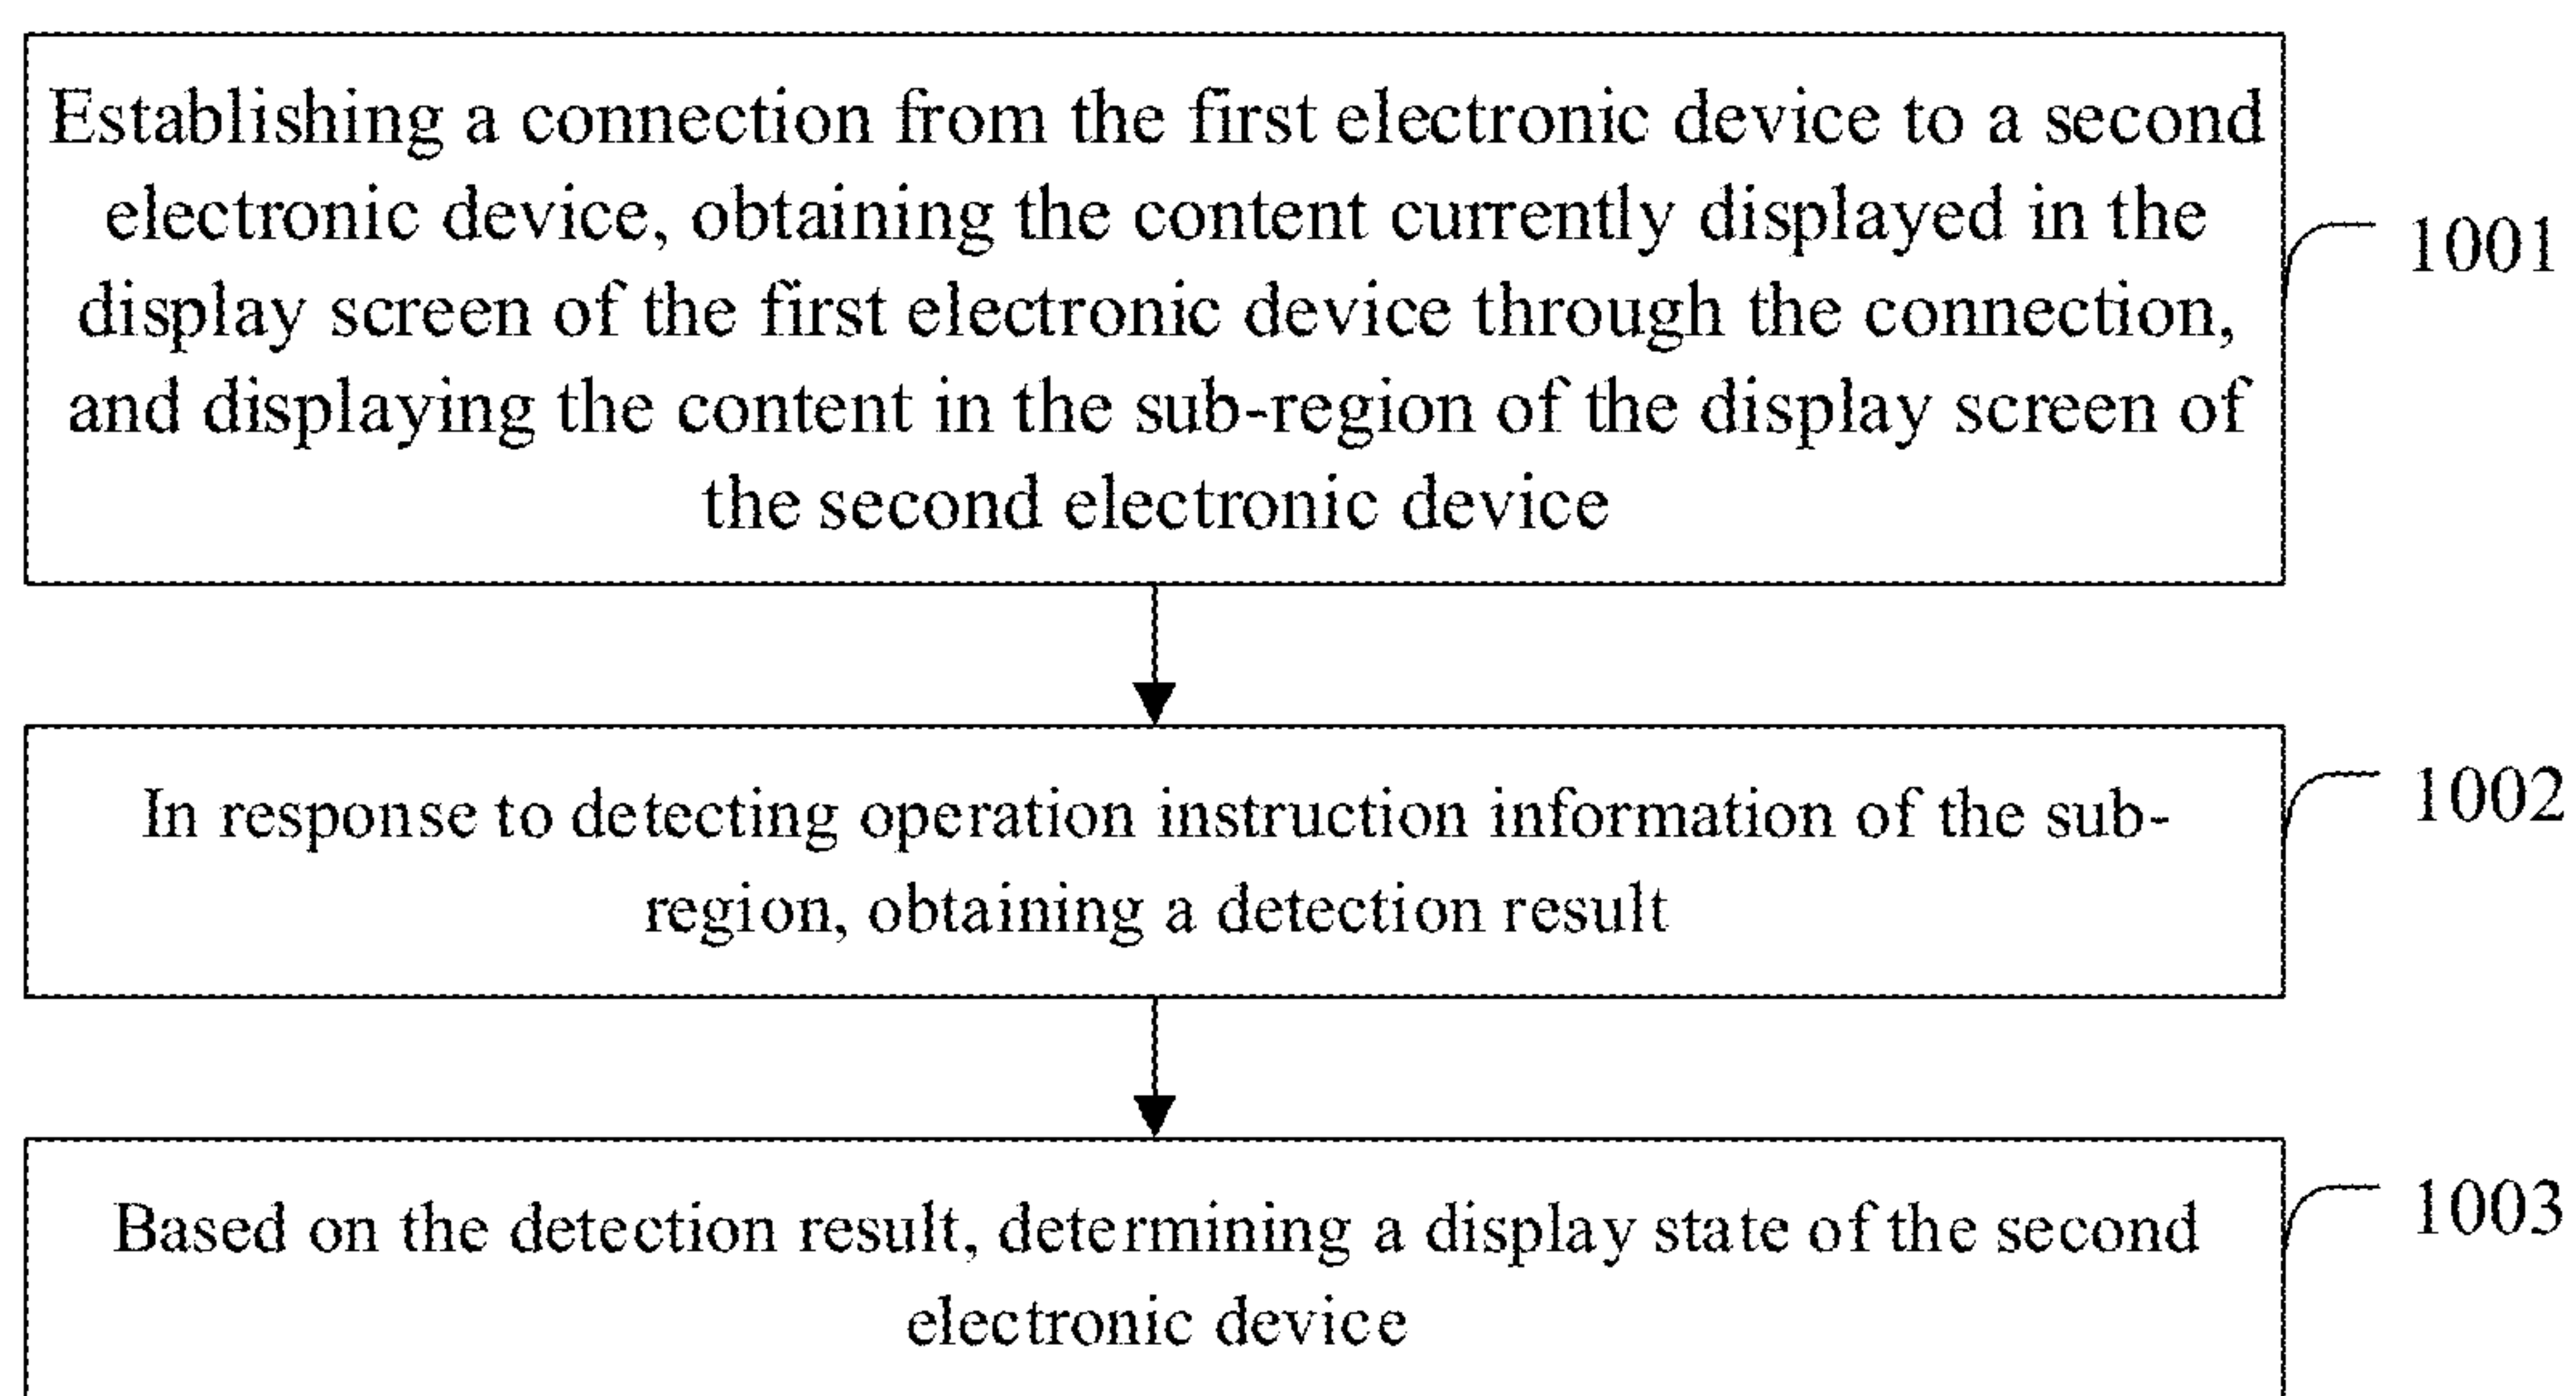 Establishing a connection from the first electronic device to a second
electronic device, obtaining the content currently displayed in the
display screen of the first electronic device through the connection,
and displaying the content in the sub-region of the display screen of
the second electronic device
1001
In response to detecting operation instruction information of the sub-
region, obtaining a detection result
1002
Based on the detection result, determining a display state of the second
electronic device
1003